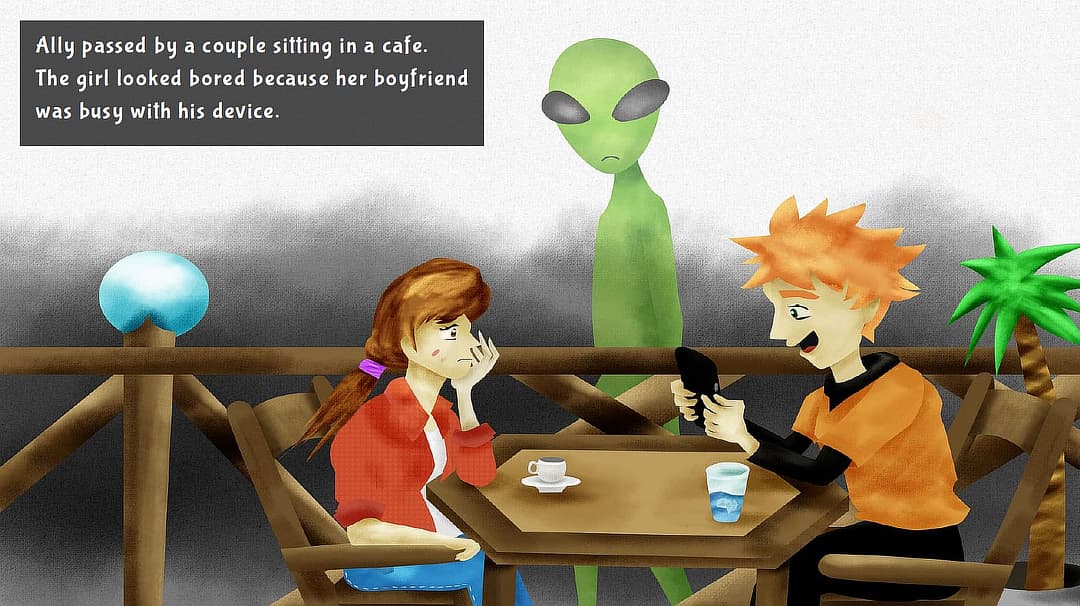 Ally passed by a couple sitting in a cafe.
The girl looked bored because her boyfriend
was busy with his device.